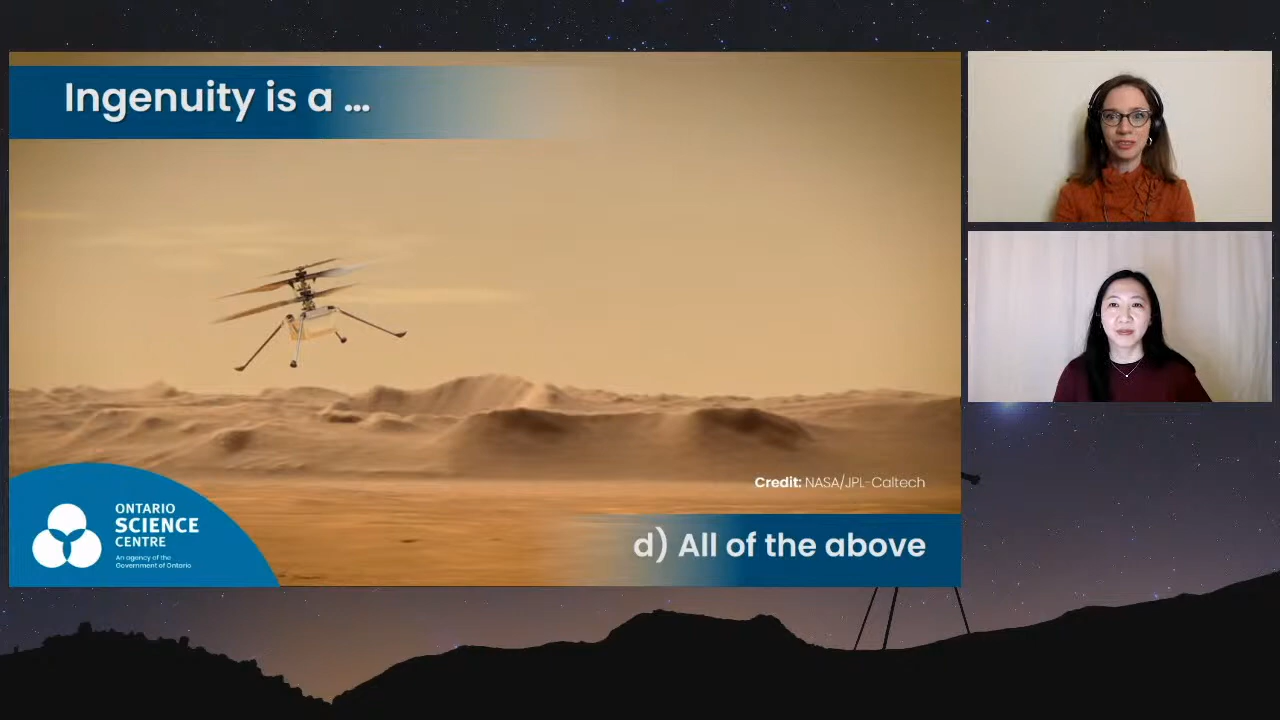 Ingenuity is a ...
Credit: NASA/JPL-Caltech
ONTARIO
SCIENCE
CENTRE
An agency of the
Government of Ontario
d) All of the above